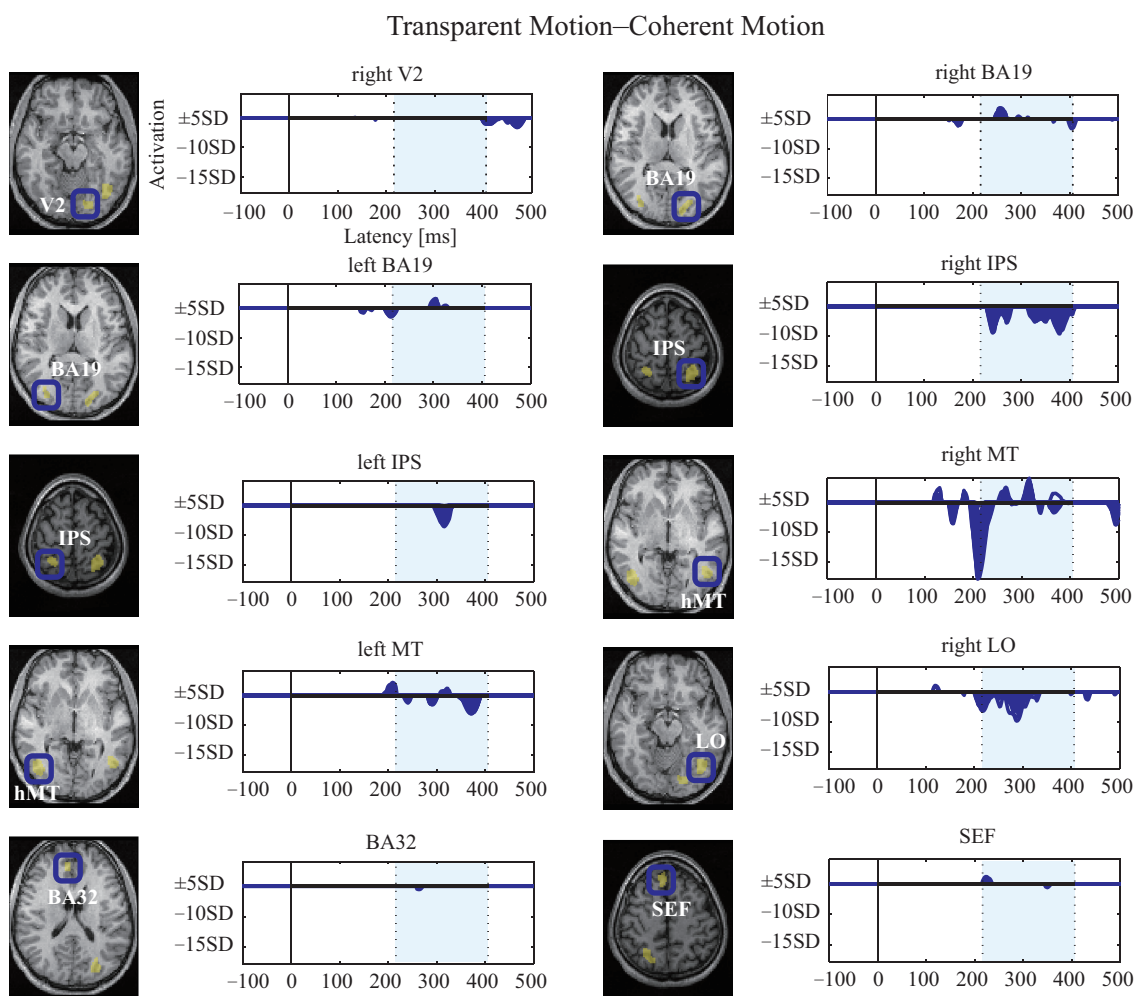 Transparent Motion–Coherent Motion
right V2
Activation
±5SD
−10SD
−15SD
V2
−100 0 100 200 300 400 500
Latency [ms]
right BA19
±5SD
−10SD
−15SD
BA19
−100 0 100 200 300 400 500
left BA19
±5SD
−10SD
−15SD
BA19
−100 0 100 200 300 400 500
right IPS
±5SD
−10SD
−15SD
IPS
−100 0 100 200 300 400 500
left IPS
±5SD
−10SD
−15SD
IPS
−100 0 100 200 300 400 500
right MT
±5SD
−10SD
−15SD
hMT
−100 0 100 200 300 400 500
left MT
±5SD
−10SD
−15SD
hMT
−100 0 100 200 300 400 500
right LO
±5SD
−10SD
−15SD
LO
−100 0 100 200 300 400 500
BA32
±5SD
−10SD
−15SD
BA32
−100 0 100 200 300 400 500
SEF
±5SD
−10SD
−15SD
SEF
−100 0 100 200 300 400 500